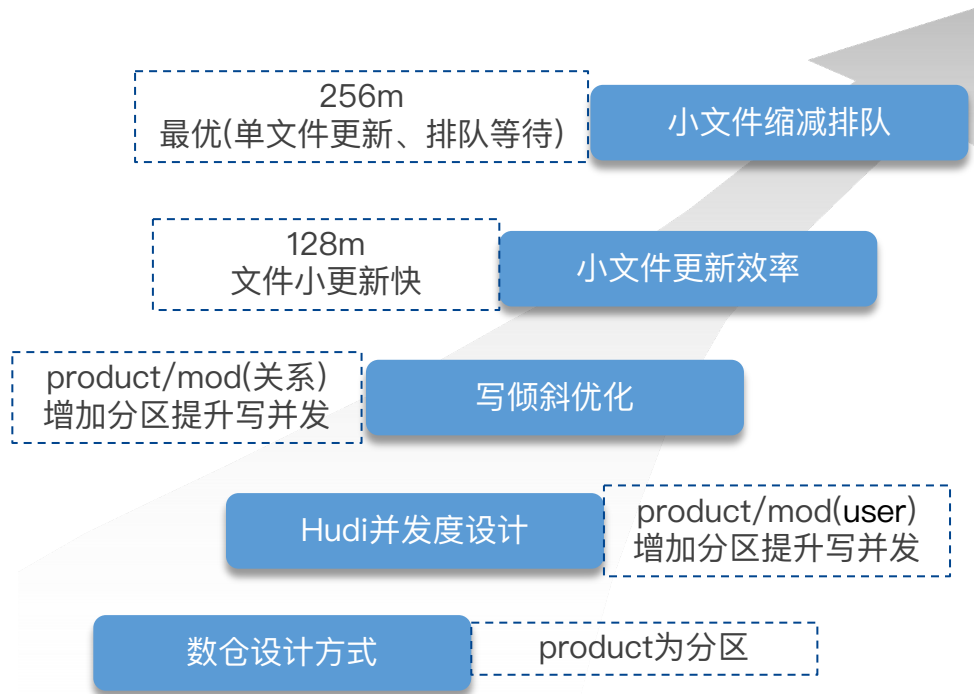 256m
最优(单文件更新、排队等待)
小文件缩减排队
128m
文件小更新快
小文件更新效率
product/mod(关系)
增加分区提升写并发
写倾斜优化
Hudi并发度设计
product/mod(user)
增加分区提升写并发
数仓设计方式
product为分区